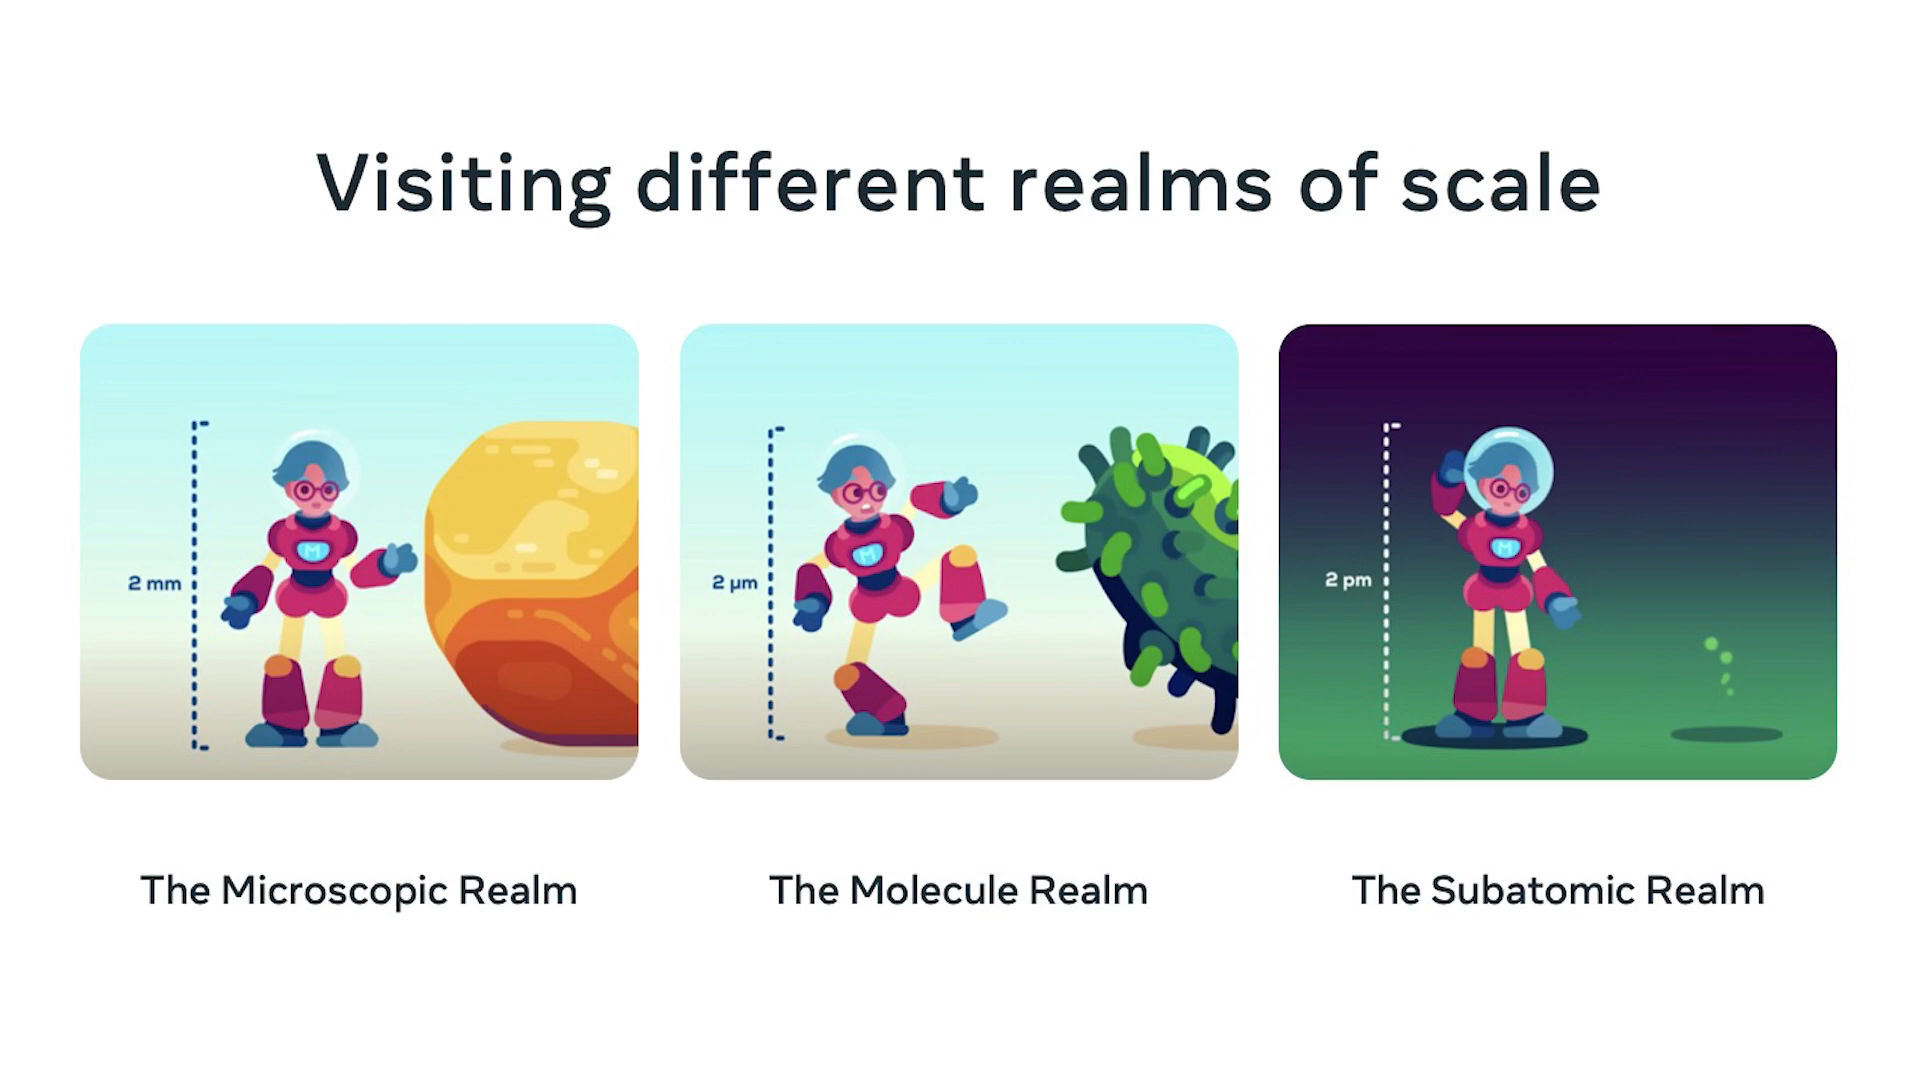 Visiting different realms of scale
2 mm
M
2 µm
M
2 pm
M
The Microscopic Realm
The Molecule Realm
The Subatomic Realm